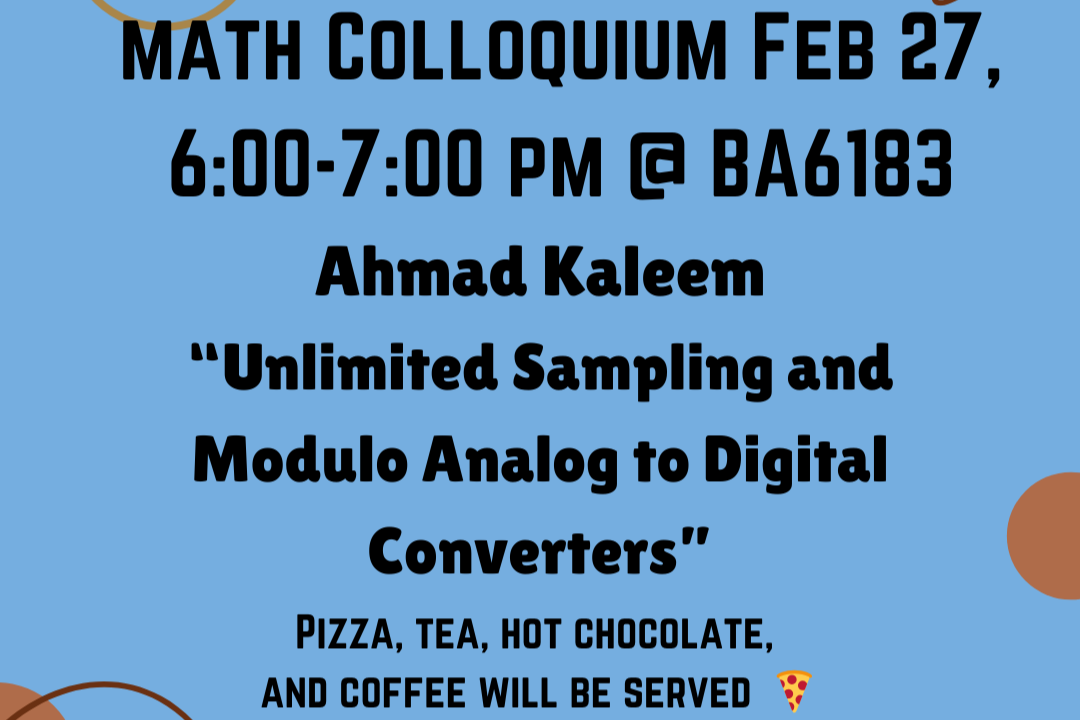 MATH COLLOQUIUM FEB 27,
6:00-7:00 PM @ BA6183
Ahmad Kaleem
“Unlimited Sampling and
Modulo Analog to Digital
Converters”
PIZZA, TEA, HOT CHOCOLATE,
AND COFFEE WILL BE SERVED 🍕